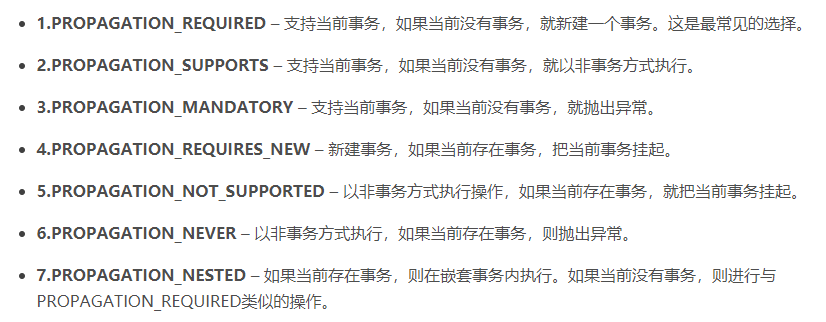 1.PROPAGATION_REQUIRED – 支持当前事务，如果当前没有事务，就新建一个事务。这是最常见的选择。
2.PROPAGATION_SUPPORTS – 支持当前事务，如果当前没有事务，就以非事务方式执行。
3.PROPAGATION_MANDATORY – 支持当前事务，如果当前没有事务，就抛出异常。
4.PROPAGATION_REQUIRES_NEW – 新建事务，如果当前存在事务，把当前事务挂起。
5.PROPAGATION_NOT_SUPPORTED – 以非事务方式执行操作，如果当前存在事务，就把当前事务挂起。
6.PROPAGATION_NEVER – 以非事务方式执行，如果当前存在事务，则抛出异常。
7.PROPAGATION_NESTED – 如果当前存在事务，则在嵌套事务内执行。如果当前没有事务，则进行与
PROPAGATION_REQUIRED类似的操作。